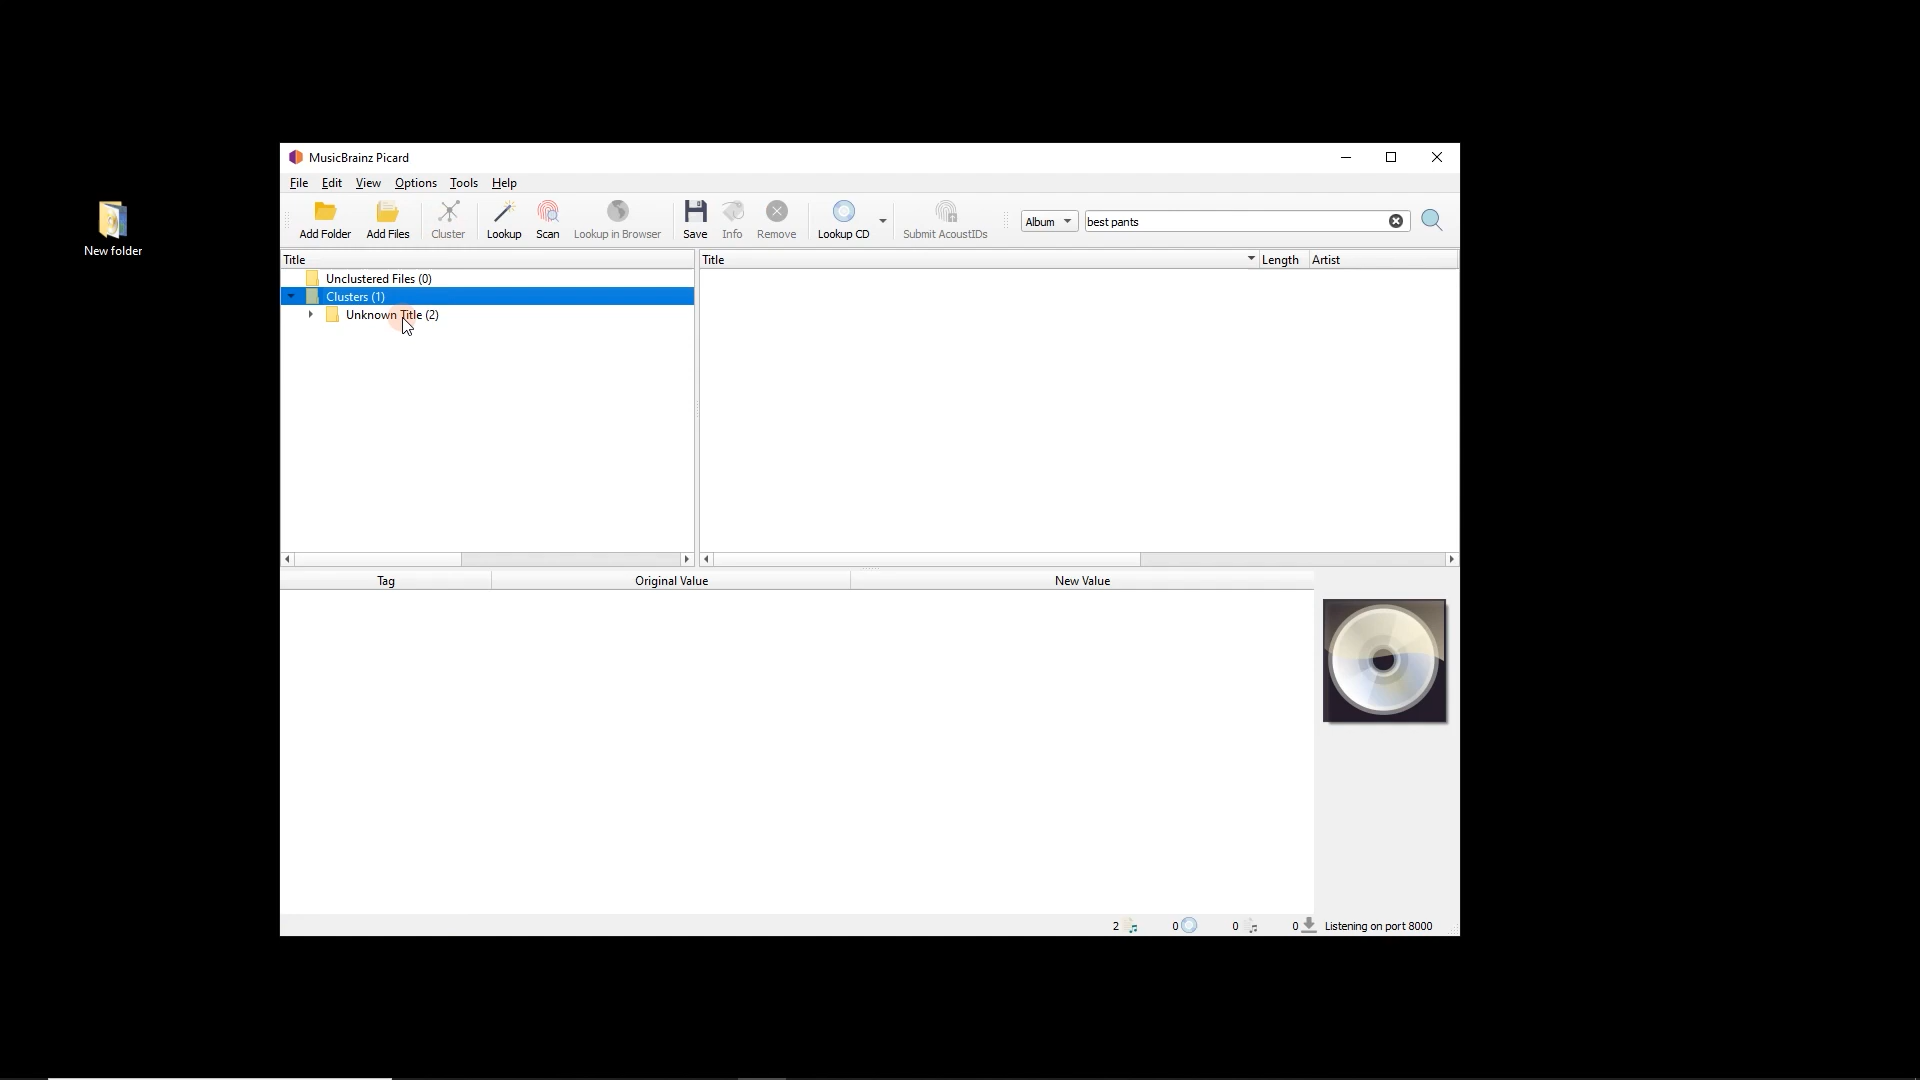 MusicBrainz Picard
File Edit View Options Tools Help
New folder
Add Folder Add Files Cluster Lookup Scan Lookup in Browser Save Info Remove Lookup CD Submit AcoustIDs Album best pants
Title Title Length Artist
Unclustered Files (0)
Clusters (1)
Unknown Title (2)
Tag Original Value New Value
2 0 0 0 Listening on port 8000